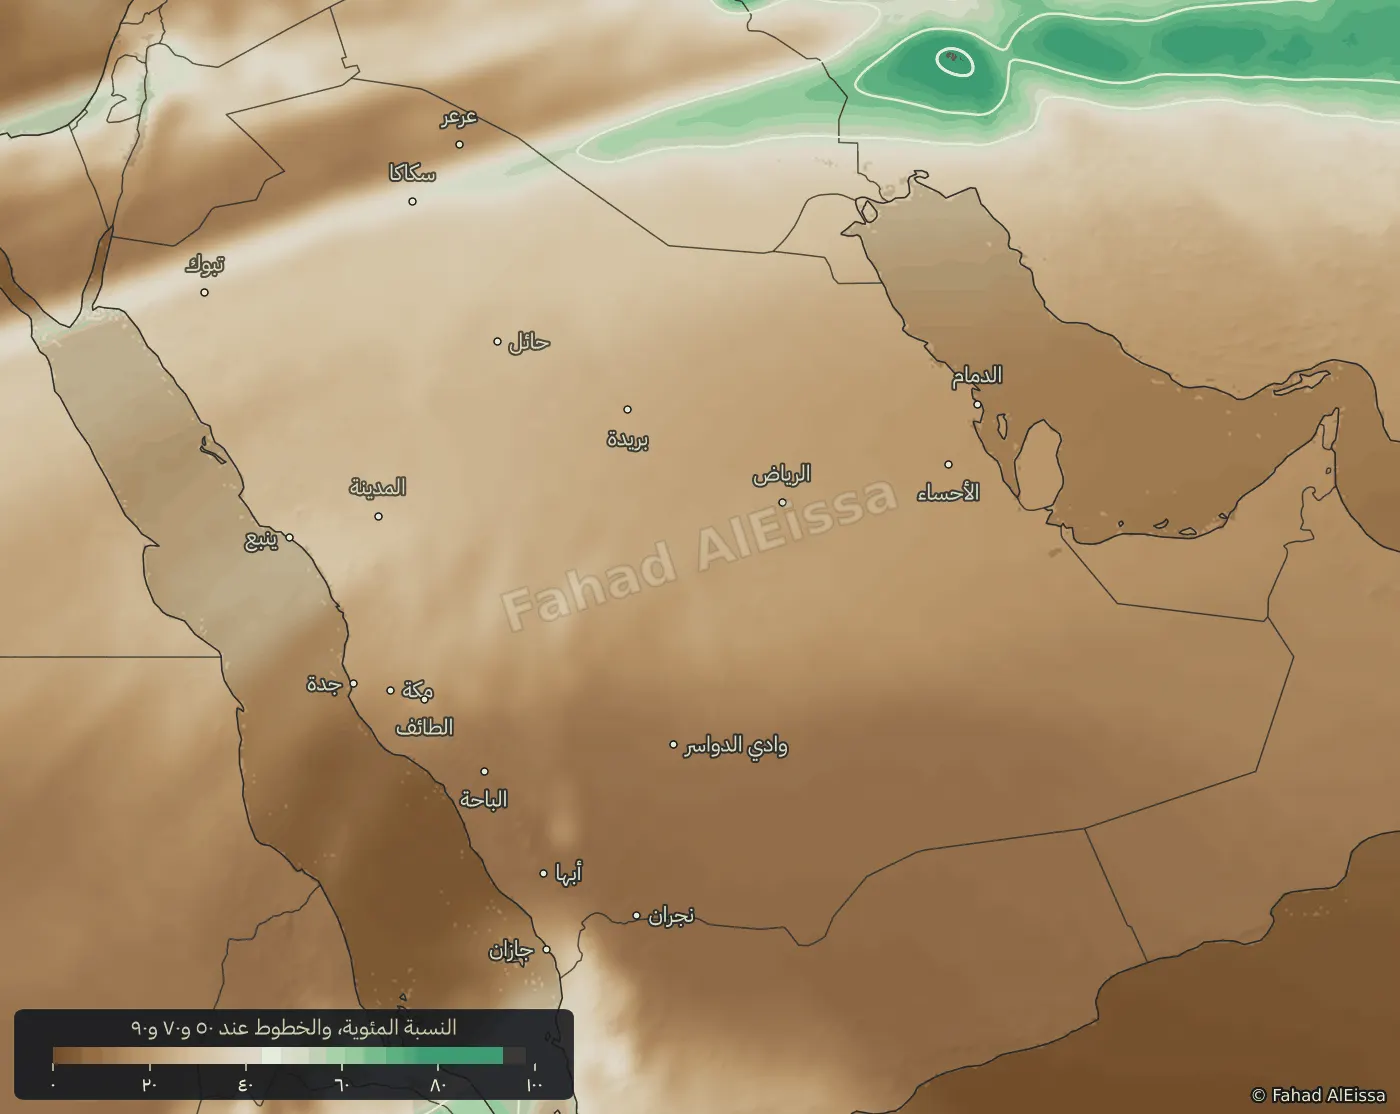 عرعر
سكاكا
تبوك
حائل
الدمام
بريدة
الرياض
الأحساء
المدينة
Fahad AlEissa
ينبع
جدة
مكة
الطائف
وادي الدواسر
الباحة
أبها
نجران
جازان
النسبة المئوية، والخطوط عند ٥٠ و٧٠ و٩٠
٠ ٢٠ ٤٠ ٦٠ ٨٠ ١٠٠
© Fahad AlEissa